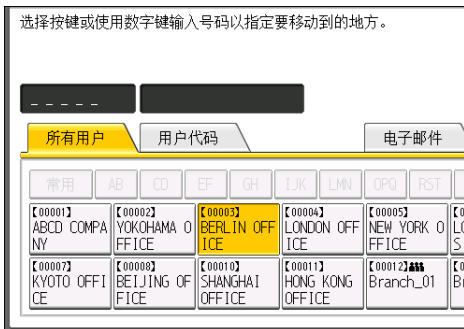 选择按键或使用数字键输入号码以指定要移动到的地方。
_ _ _ _ _
所有用户 用户代码 电子邮件
常用 AB CD EF GH IJK LMN OPQ RST
【00001】 【00002】 【00003】 【00004】 【00005】 【0
ABCD COMPA YOKOHAMA O BERLIN OFF LONDON OFF NEW YORK O LO
NY FFICE ICE ICE FFICE S
【00007】 【00008】 【00010】 【00011】 【00012】 【0
KYOTO OFFI BEIJING OF SHANGHAI HONG KONG Branch_01 Br
CE FICE OFFICE OFFICE